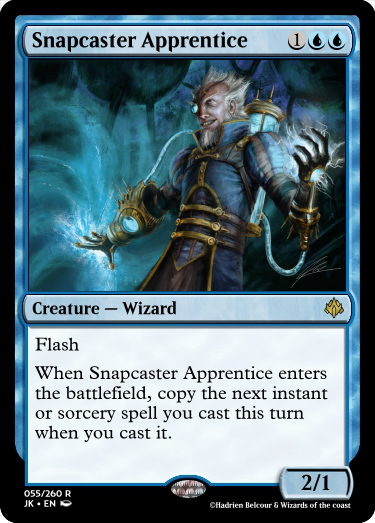 Snapcaster Apprentice 1
Creature — Wizard
Flash
When Snapcaster Apprentice enters
the battlefield, copy the next instant
or sorcery spell you cast this turn
when you cast it.
2/1
055/260 R
JK • EN
©Hadrien Belcour & Wizards of the coast